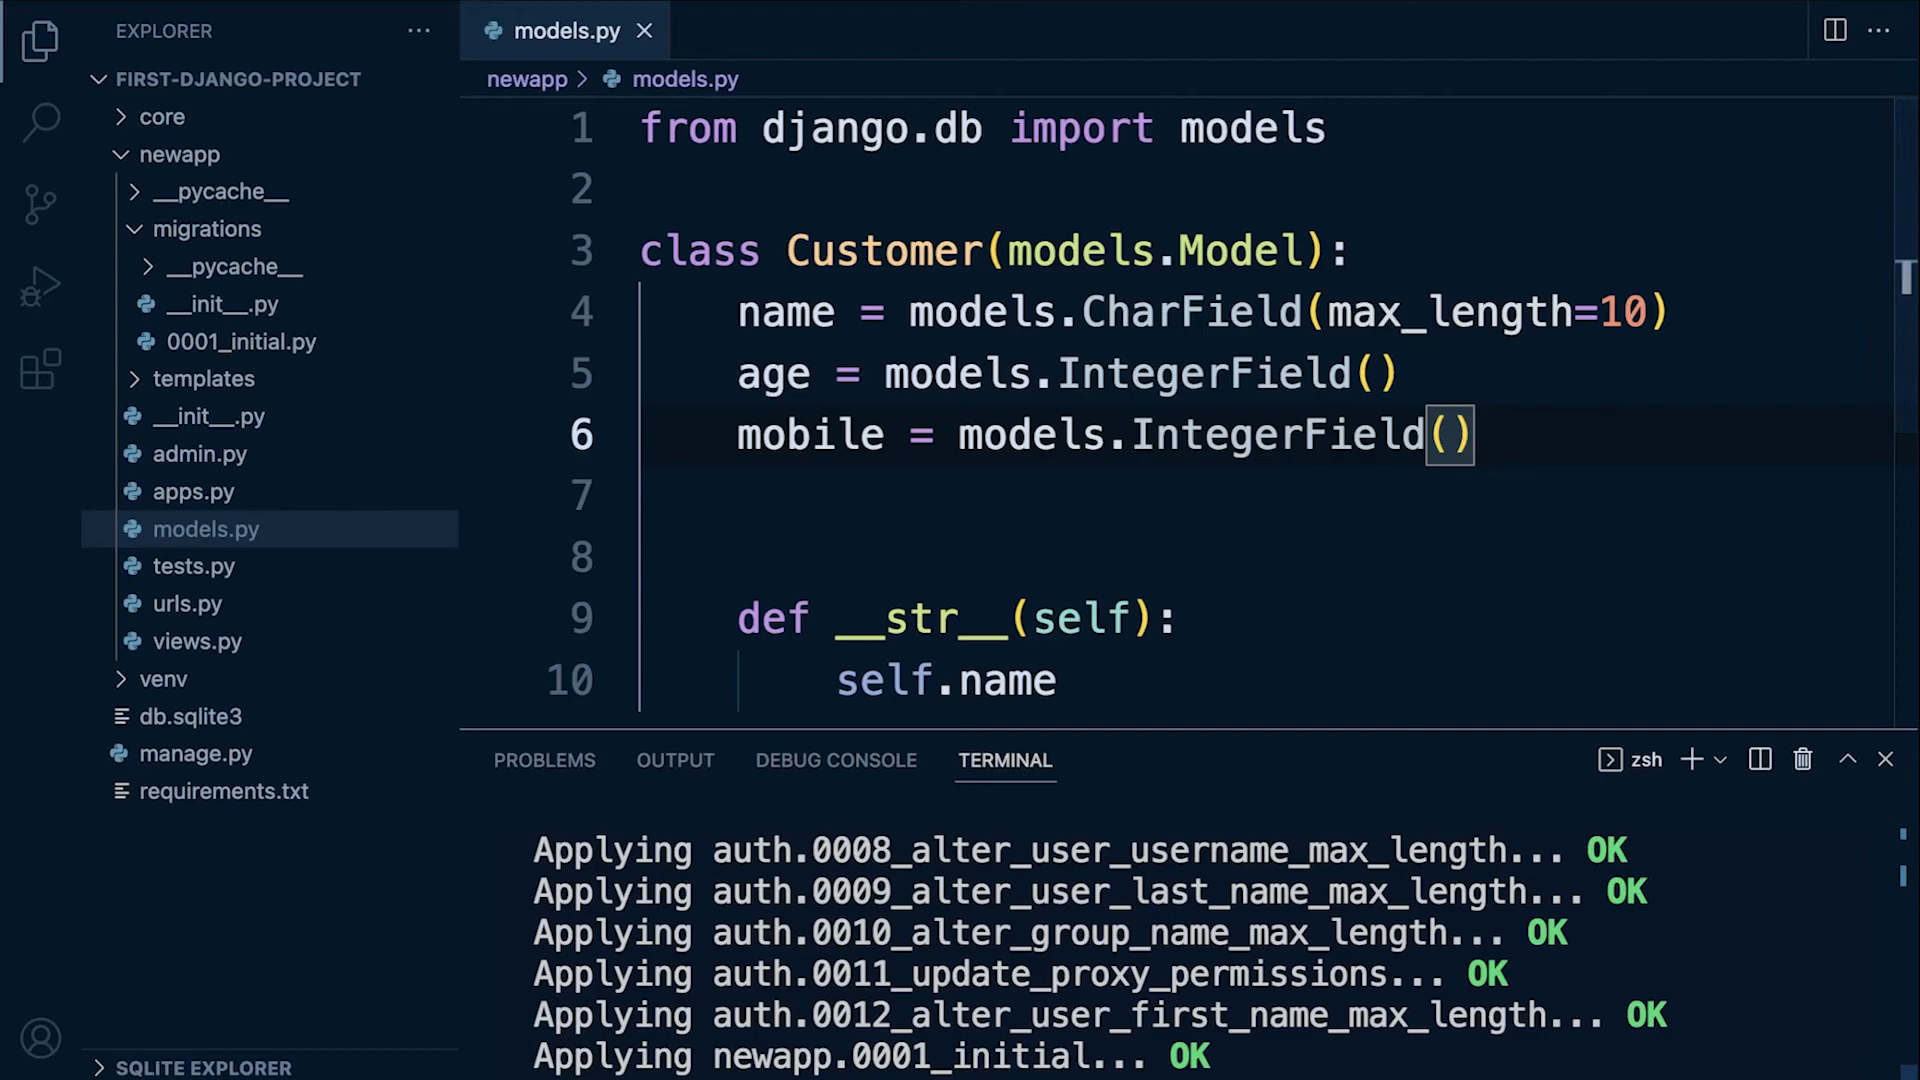 EXPLORER
FIRST-DJANGO-PROJECT
core
newapp
__pycache__
migrations
__pycache__
__init__.py
0001_initial.py
templates
__init__.py
admin.py
apps.py
models.py
tests.py
urls.py
views.py
venv
db.sqlite3
manage.py
requirements.txt
SQLITE EXPLORER
models.py
newapp > models.py
1 from django.db import models
2
3 class Customer(models.Model):
4 name = models.CharField(max_length=10)
5 age = models.IntegerField()
6 mobile = models.IntegerField()
7
8
9 def __str__(self):
10 self.name
PROBLEMS OUTPUT DEBUG CONSOLE TERMINAL zsh
Applying auth.0008_alter_user_username_max_length... OK
Applying auth.0009_alter_user_last_name_max_length... OK
Applying auth.0010_alter_group_name_max_length... OK
Applying auth.0011_update_proxy_permissions... OK
Applying auth.0012_alter_user_first_name_max_length... OK
Applying newapp.0001_initial... OK